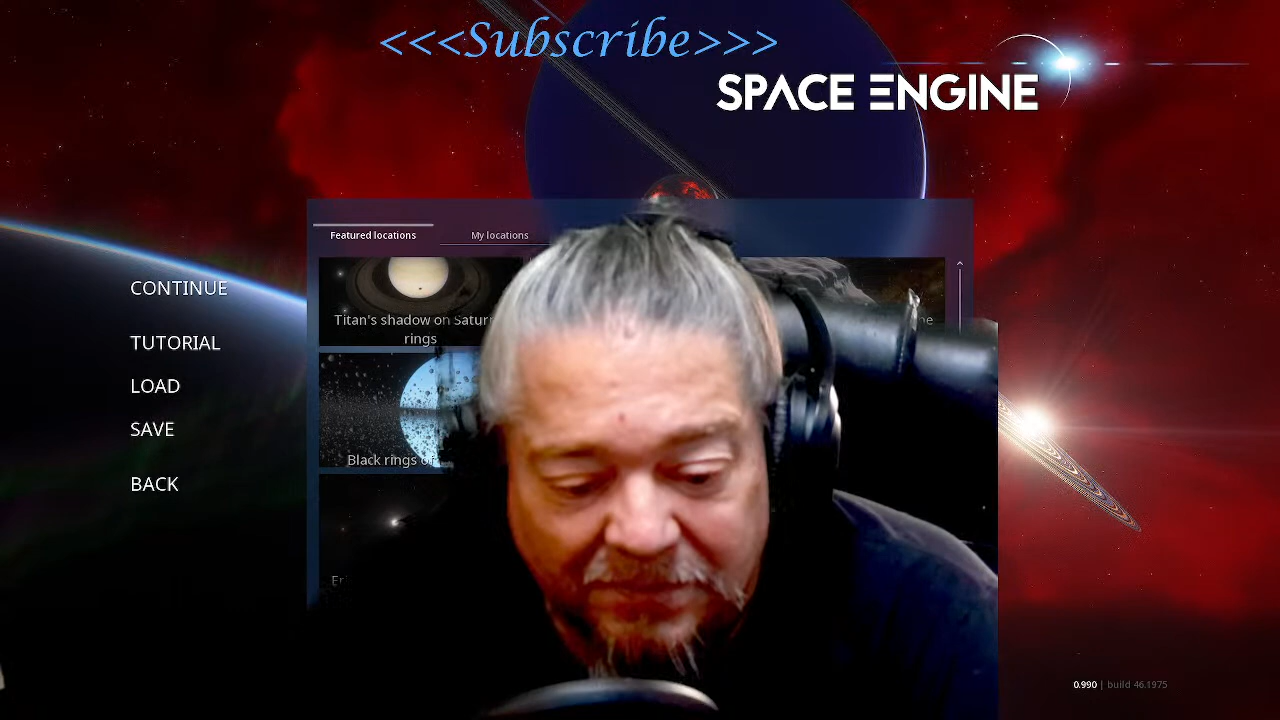 <<<Subscribe>>>
SPACE ENGINE
Featured locations
My locations
CONTINUE
TUTORIAL
LOAD
SAVE
BACK
Titan's shadow on Saturn
rings
Black rings
0.990 | build 46.1975